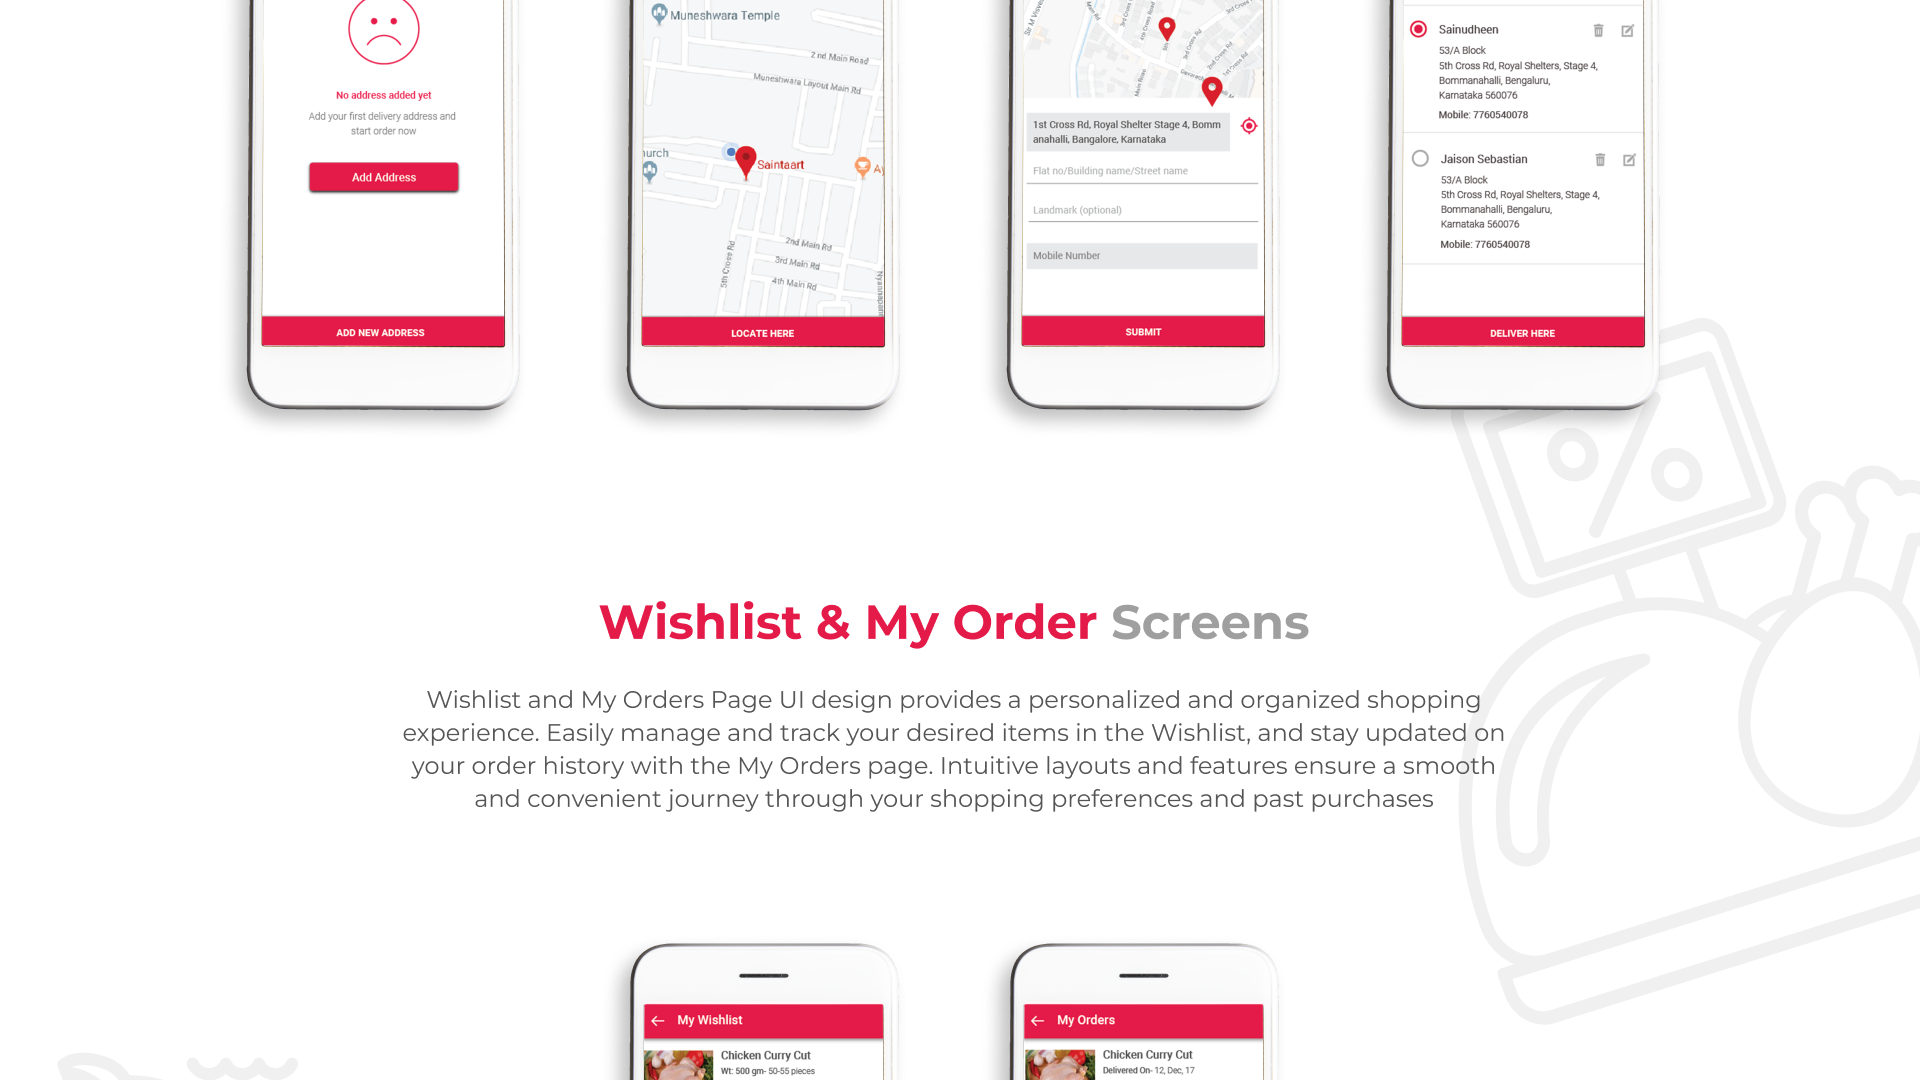 No address added yet
Add your first delivery address and
start order now
Add Address
ADD NEW ADDRESS
Muneshwara Temple
2nd Main Road
Muneshwara Layout Main Rd
urch
Saintaart
Ay
5th Cross Rd
2nd Main Rd
3rd Main Rd
4th Main Rd
LOCATE HERE
1st Cross Rd, Royal Shelter Stage 4, Bomm
anahalli, Bangalore, Karnataka
Flat no/Building name/Street name
Landmark (optional)
Mobile Number
SUBMIT
Sainudheen
53/A Block
5th Cross Rd, Royal Shelters, Stage 4,
Bommanahalli, Bengaluru,
Karnataka 560076
Mobile: 7760540078
Jaison Sebastian
53/A Block
5th Cross Rd, Royal Shelters, Stage 4,
Bommanahalli, Bengaluru,
Karnataka 560076
Mobile: 7760540078
DELIVER HERE
Wishlist & My Order Screens
Wishlist and My Orders Page UI design provides a personalized and organized shopping
experience. Easily manage and track your desired items in the Wishlist, and stay updated on
your order history with the My Orders page. Intuitive layouts and features ensure a smooth
and convenient journey through your shopping preferences and past purchases
My Wishlist
Chicken Curry Cut
Wt: 500 gm- 50-55 pieces
My Orders
Chicken Curry Cut
Delivered On- 12, Dec, 17